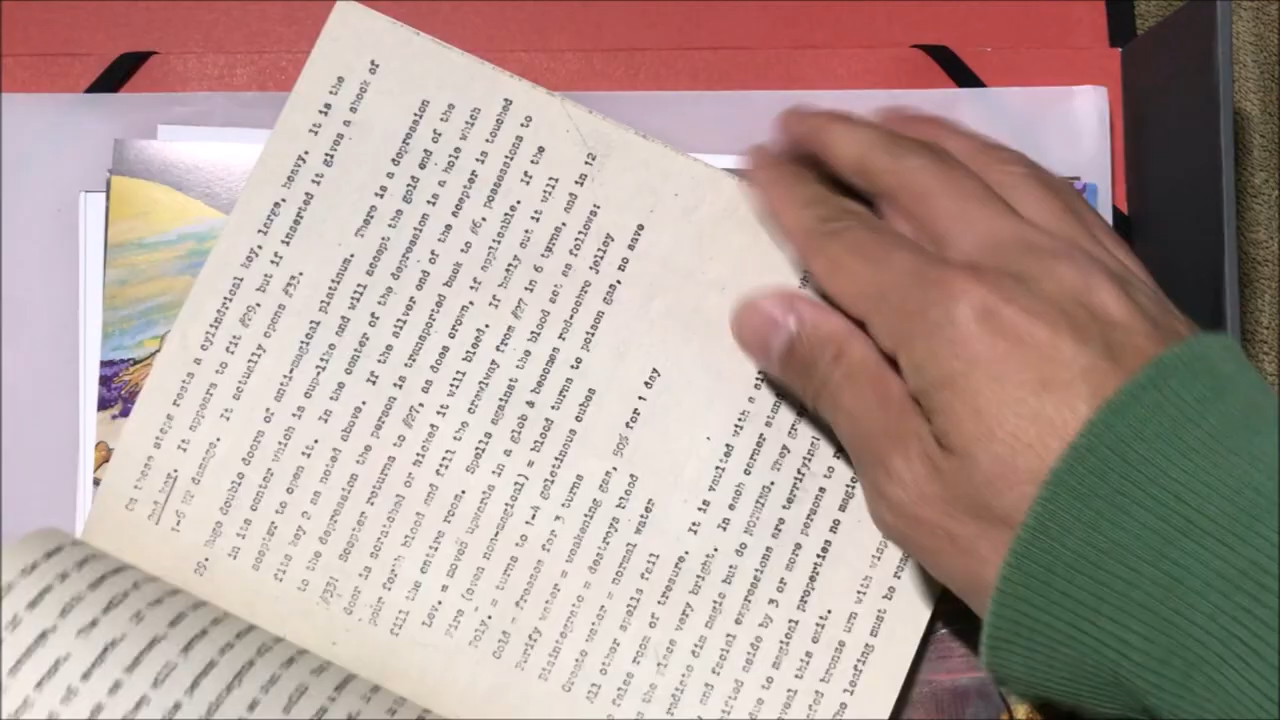 On these steps rests a cylindrical key, large, heavy. It is the
2nd key. It appears to fit #29, but if inserted it gives a shock of
1-6 HP damage. It actually opens #33.
29. Huge double doors of anti-magical platinum. There is a depression
in its center which is cup-like and will accept the gold end of the
scepter to open it. In the center of the depression is a hole which
fits key 2 as noted above. If the silver end of the scepter is touched
to the depression the person is transported back to #6, possessions to
#33! Scepter returns to #27, as does crown, if applicable. If the
door is scratched or nicked it will bleed. If badly cut it will
pour forth blood and fill the crawlway from #27 in 6 turns, and in 12
fill the entire room. Spells against the blood act as follows:
Lev. = moves upwards in a glob & becomes red-ochre jelley
Fire (even non-magical) = blood turns to poison gas, no save
Poly. = turns to 1-4 geletinous cubes
Cold = freezes for 3 turns
Purify water = weakening gas, 50% for 1 day
Disintegrate = destroys blood
Create water = normal water
All other spells fail
false room of tresure. It is vaulted with a
the place very bright. In each corner
radicte dim magic but do NOTHING. They
and facial expressions are terrifying!
ifted aside by 3 or more persons to
due to magical properties no magic
eveal this exit.
bronze urn with
The leafing must be